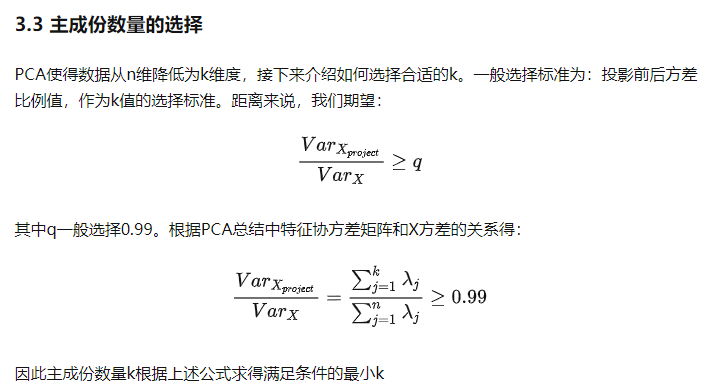 3.3 主成份数量的选择
PCA使得数据从n维降低为k维度，接下来介绍如何选择合适的k。一般选择标准为：投影前后方差
比例值，作为k值的选择标准。距离来说，我们期望：
$$\frac{Var_{X_{project}}}{Var_X} \geq q$$
其中q一般选择0.99。根据PCA总结中特征协方差矩阵和X方差的关系得：
$$\frac{Var_{X_{project}}}{Var_X} = \frac{\sum_{j=1}^{k} \lambda_j}{\sum_{j=1}^{n} \lambda_j} \geq 0.99$$
因此主成份数量k根据上述公式求得满足条件的最小k